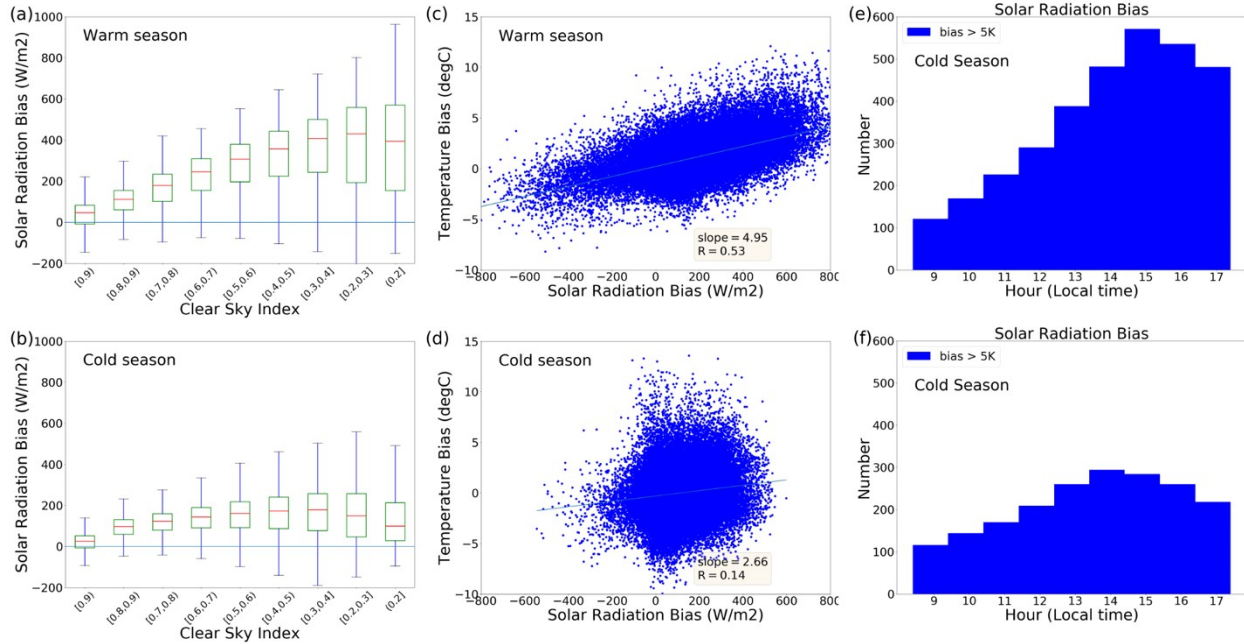 (a)
1000
800
600
400
200
0
−200
Solar Radiation Bias (W/m2)
Warm season
[0.9)
[0.8,0.9)
[0.7,0.8)
[0.6,0.7)
[0.5,0.6)
[0.4,0.5)
[0.3,0.4]
[0.2,0.3]
[0.2]
Clear Sky Index
(c)
15
10
5
0
−5
−10
Temperature Bias (degC)
Warm season
slope = 4.95
R = 0.53
−800 −600 −400 −200 0 200 400 600 800
Solar Radiation Bias (W/m2)
(e)
Solar Radiation Bias
600
500
400
300
200
100
0
Number
bias > 5K
Cold Season
9 10 11 12 13 14 15 16 17
Hour (Local time)
(b)
1000
800
600
400
200
0
−200
Solar Radiation Bias (W/m2)
Cold season
[0.9)
[0.8,0.9)
[0.7,0.8)
[0.6,0.7)
[0.5,0.6)
[0.4,0.5)
[0.3,0.4]
[0.2,0.3]
[0.2]
Clear Sky Index
(d)
15
10
5
0
−5
−10
Temperature Bias (degC)
Cold season
slope = 2.66
R = 0.14
−800 −600 −400 −200 0 200 400 600 800
Solar Radiation Bias (W/m2)
(f)
Solar Radiation Bias
600
500
400
300
200
100
0
Number
bias > 5K
Cold Season
9 10 11 12 13 14 15 16 17
Hour (Local time)